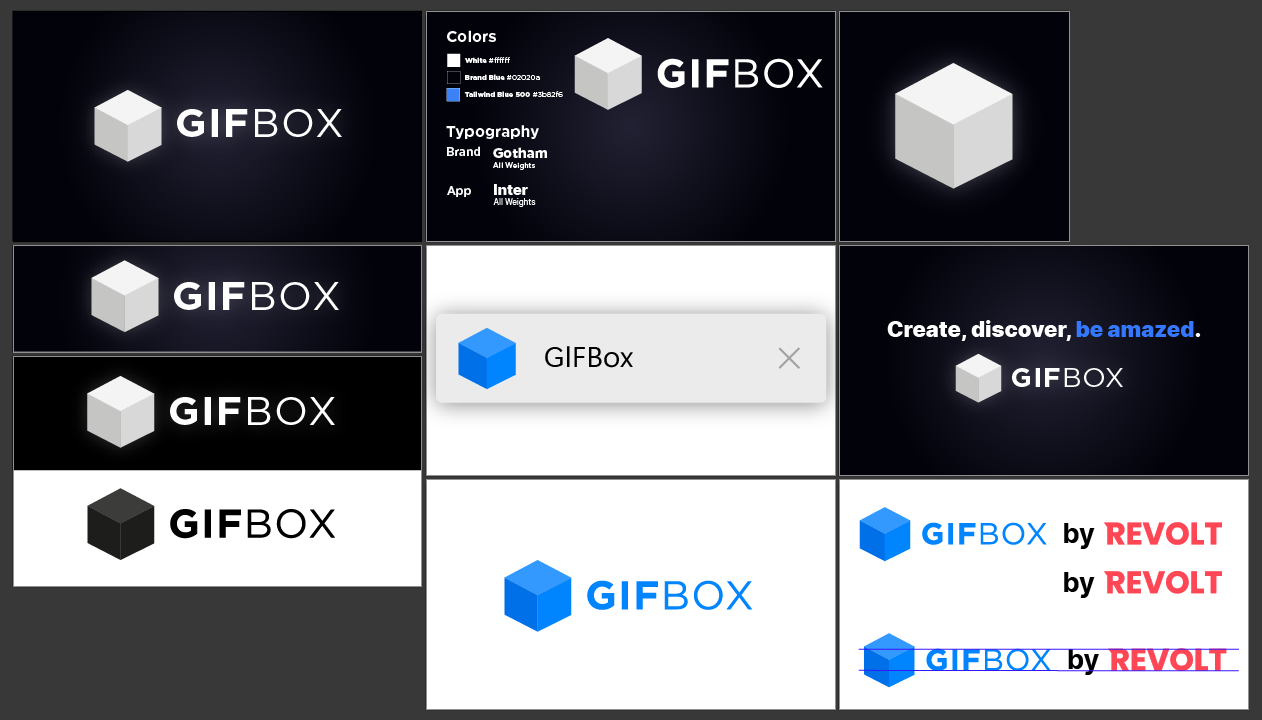 GIFBOX
Colors
White #ffffff
Brand Blue #02020a
Tailwind Blue 500 #3b82f6
GIFBOX
Typography
Brand Gotham
All Weights
App Inter
All Weights
GIFBOX
GIFBOX
GIFBOX
GIFBox
Create, discover, be amazed.
GIFBOX
GIFBOX
GIFBOX by REVOLT
by REVOLT
GIFBOX by REVOLT